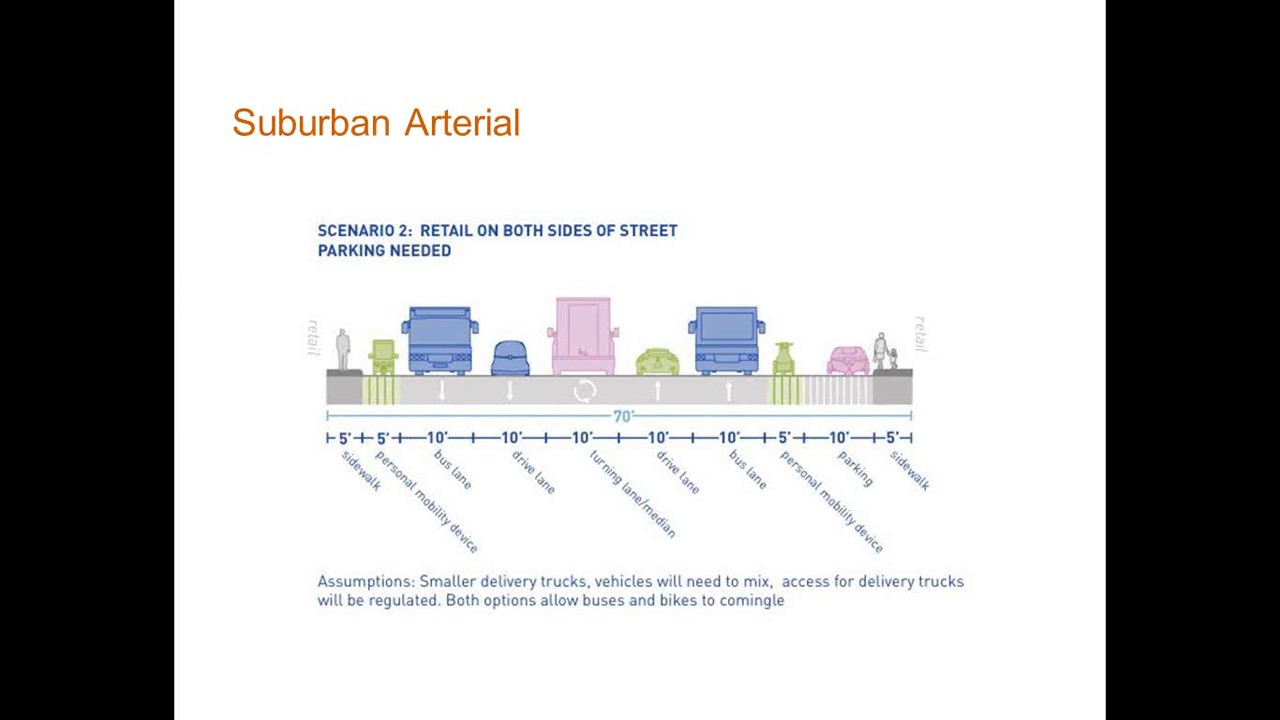 Suburban Arterial
SCENARIO 2: RETAIL ON BOTH SIDES OF STREET
PARKING NEEDED
retail
retail
70'
5' 5' 10' 10' 10' 10' 10' 5' 10' 5'
sidewalk
personal mobility device
bus lane
drive lane
turning lane/median
drive lane
bus lane
personal mobility device
parking
sidewalk
Assumptions: Smaller delivery trucks, vehicles will need to mix, access for delivery trucks
will be regulated. Both options allow buses and bikes to comingle